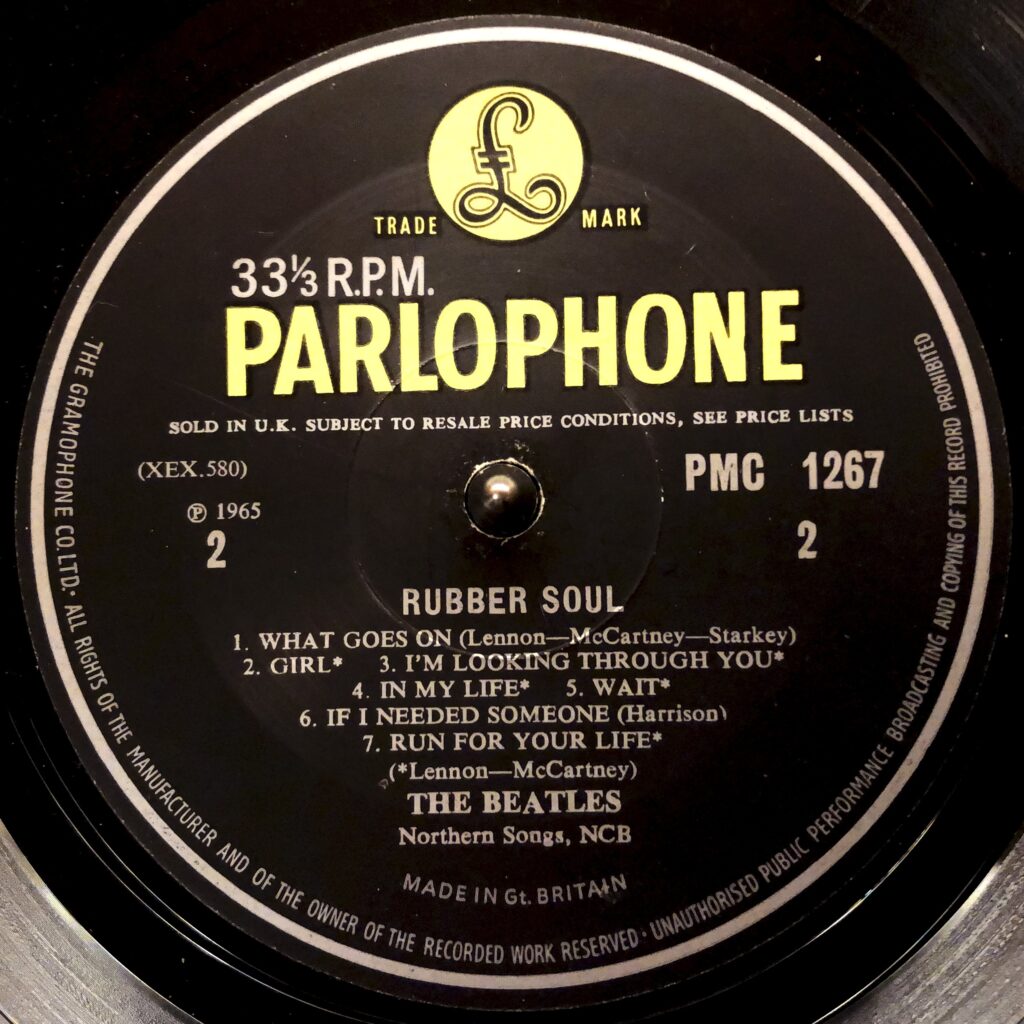 £
TRADE MARK
33⅓ R.P.M.
PARLOPHONE
SOLD IN U.K. SUBJECT TO RESALE PRICE CONDITIONS, SEE PRICE LISTS
(XEX.580) PMC 1267
℗ 1965
2 2
RUBBER SOUL
1. WHAT GOES ON (Lennon—McCartney—Starkey)
2. GIRL* 3. I'M LOOKING THROUGH YOU*
4. IN MY LIFE* 5. WAIT*
6. IF I NEEDED SOMEONE (Harrison)
7. RUN FOR YOUR LIFE*
(*Lennon—McCartney)
THE BEATLES
Northern Songs, NCB
MADE IN Gt. BRITAIN
THE GRAMOPHONE CO. LTD. · ALL RIGHTS OF THE MANUFACTURER AND OF THE OWNER OF THE RECORDED WORK RESERVED · UNAUTHORISED PUBLIC PERFORMANCE BROADCASTING AND COPYING OF THIS RECORD PROHIBITED